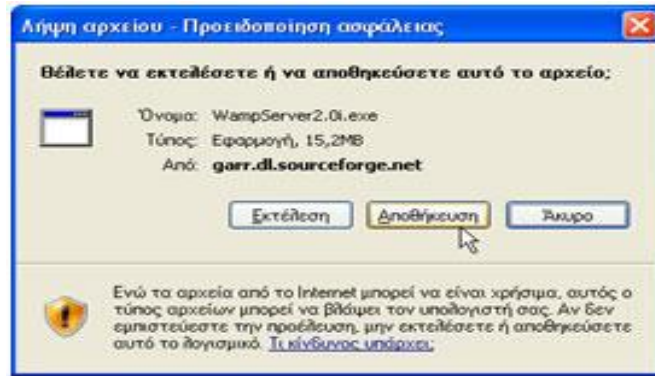 Λήψη αρχείου - Προειδοποίηση ασφάλειας
Θέλετε να εκτελέσετε ή να αποθηκεύσετε αυτό το αρχείο;
Όνομα: WampServer2.0i.exe
Τύπος: Εφαρμογή, 15,2MB
Από: garr.dl.sourceforge.net
Εκτέλεση Αποθήκευση Άκυρο
Ενώ τα αρχεία από το Internet μπορεί να είναι χρήσιμα, αυτός ο
τύπος αρχείων μπορεί να βλάψει τον υπολογιστή σας. Αν δεν
εμπιστεύεστε την προέλευση, μην εκτελέσετε ή αποθηκεύσετε
αυτό το λογισμικό. Τι κίνδυνος υπάρχει;